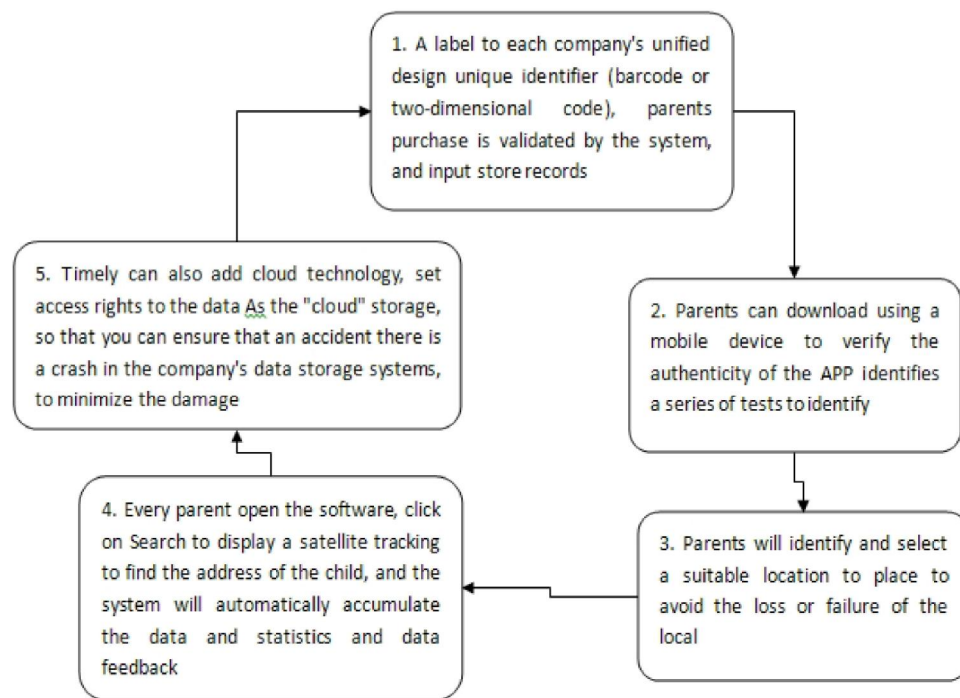 1. A label to each company's unified
design unique identifier (barcode or
two-dimensional code), parents
purchase is validated by the system,
and input store records
2. Parents can download using a
mobile device to verify the
authenticity of the APP identifies
a series of tests to identify
3. Parents will identify and select
a suitable location to place to
avoid the loss or failure of the
local
4. Every parent open the software, click
on Search to display a satellite tracking
to find the address of the child, and the
system will automatically accumulate
the data and statistics and data
feedback
5. Timely can also add cloud technology, set
access rights to the data As the "cloud" storage,
so that you can ensure that an accident there is
a crash in the company's data storage systems,
to minimize the damage